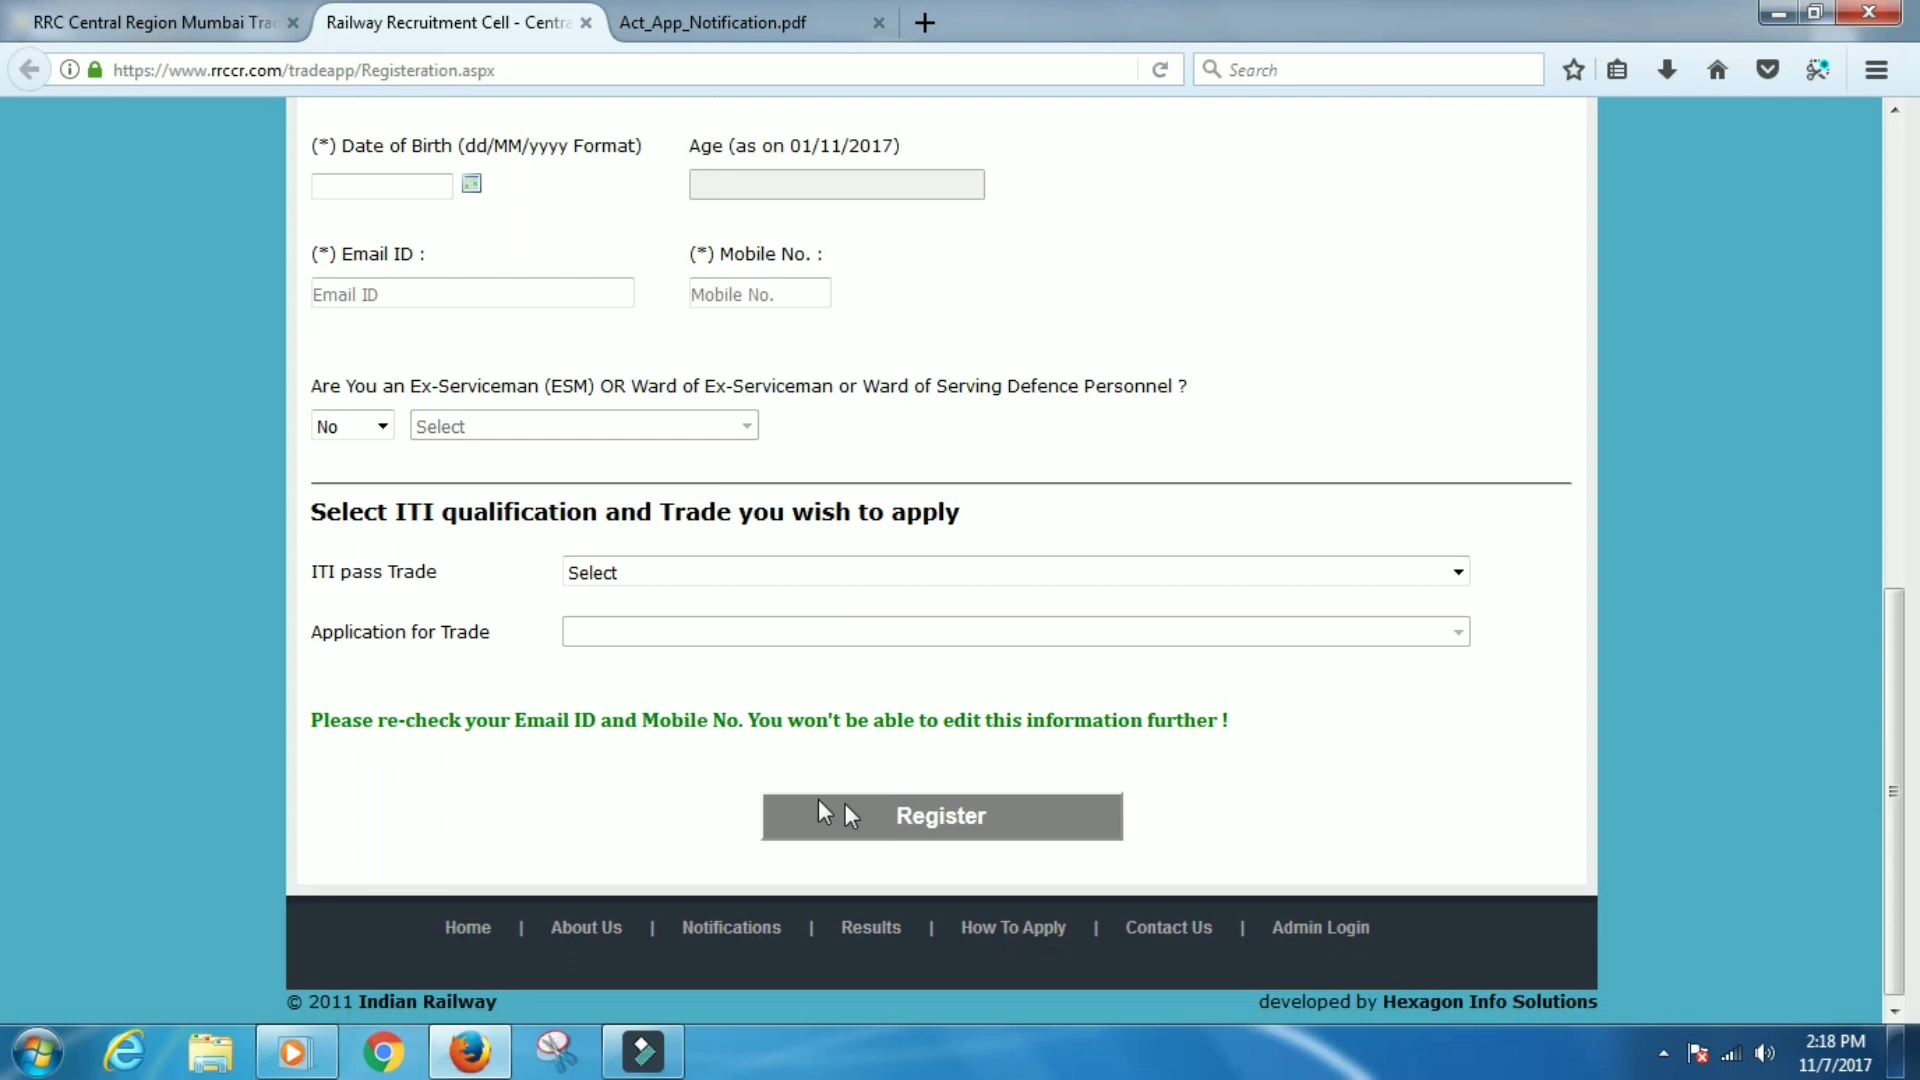 RRC Central Region Mumbai Trac
Railway Recruitment Cell - Centra
Act_App_Notification.pdf
https://www.rrccr.com/tradeapp/Registeration.aspx
Search
(*) Date of Birth (dd/MM/yyyy Format)
Age (as on 01/11/2017)
(*) Email ID :
(*) Mobile No. :
Email ID
Mobile No.
Are You an Ex-Serviceman (ESM) OR Ward of Ex-Serviceman or Ward of Serving Defence Personnel ?
No
Select
Select ITI qualification and Trade you wish to apply
ITI pass Trade
Select
Application for Trade
Please re-check your Email ID and Mobile No. You won't be able to edit this information further !
Register
Home | About Us | Notifications | Results | How To Apply | Contact Us | Admin Login
© 2011 Indian Railway
developed by Hexagon Info Solutions
2:18 PM
11/7/2017